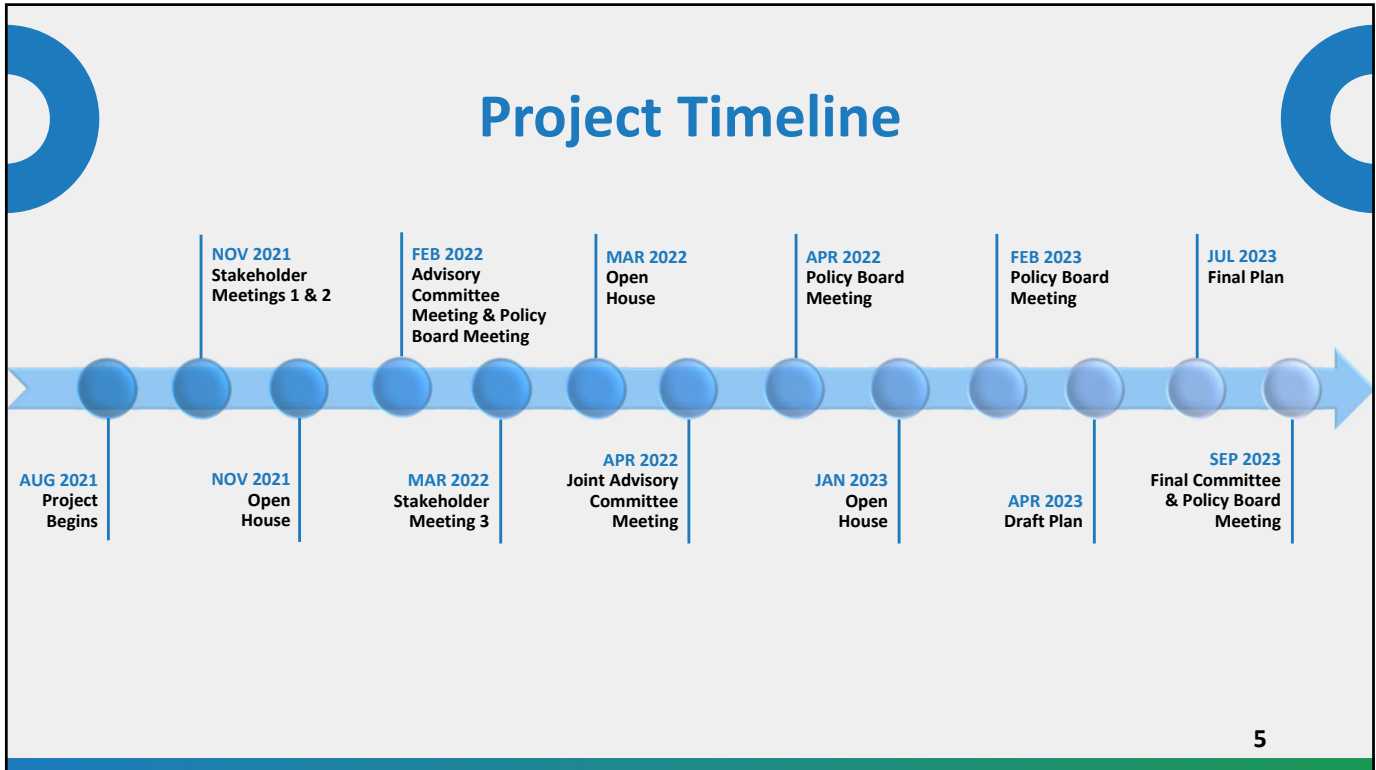 Project Timeline
NOV 2021
Stakeholder
Meetings 1 & 2
FEB 2022
Advisory
Committee
Meeting & Policy
Board Meeting
MAR 2022
Open
House
APR 2022
Policy Board
Meeting
FEB 2023
Policy Board
Meeting
JUL 2023
Final Plan
AUG 2021
Project
Begins
NOV 2021
Open
House
MAR 2022
Stakeholder
Meeting 3
APR 2022
Joint Advisory
Committee
Meeting
JAN 2023
Open
House
APR 2023
Draft Plan
SEP 2023
Final Committee
& Policy Board
Meeting
5